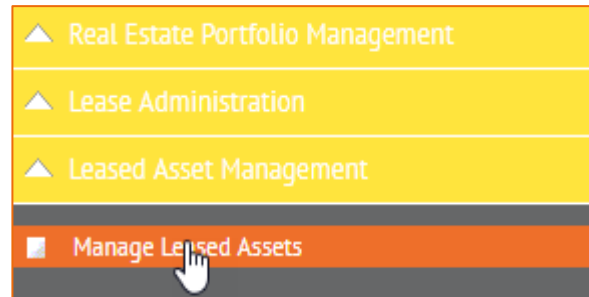 Real Estate Portfolio Management
Lease Administration
Leased Asset Management
Manage Leased Assets